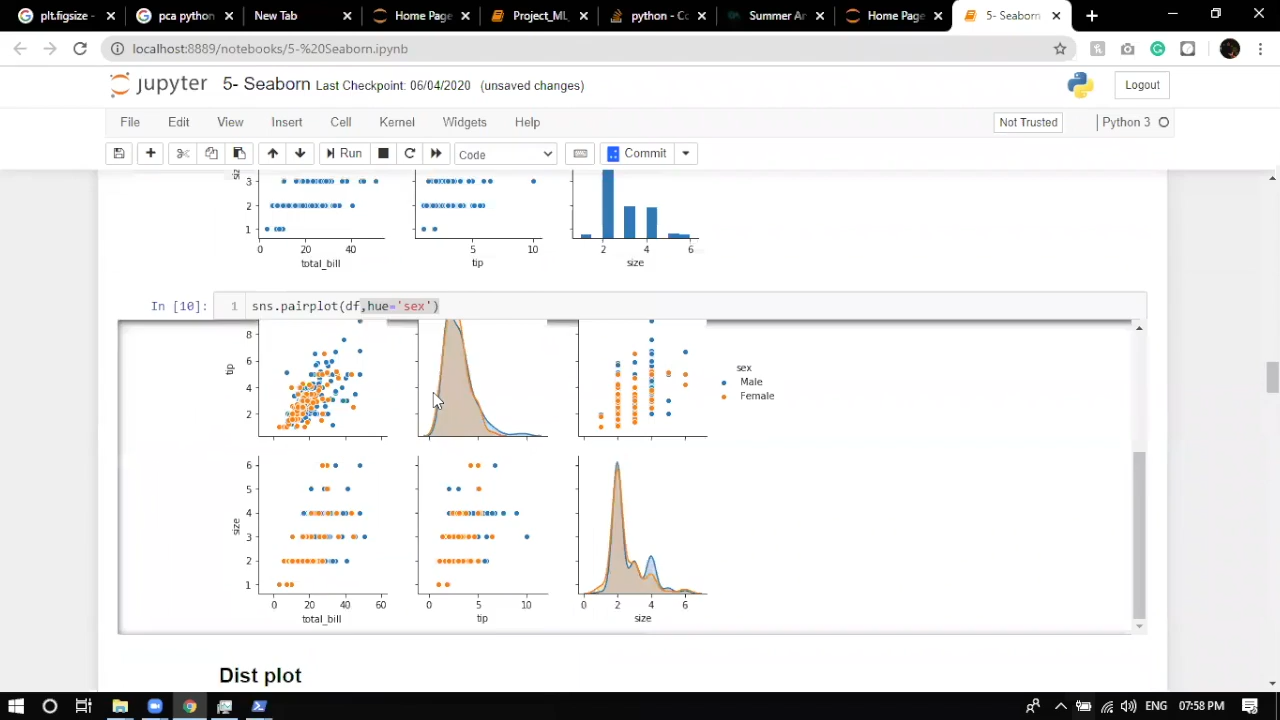 plt.figsize
pca python
New Tab
Home Page
Project_ML
python - Co
Summer Ar
Home Page
5- Seaborn
localhost:8889/notebooks/5-%20Seaborn.ipynb
jupyter 5- Seaborn Last Checkpoint: 06/04/2020 (unsaved changes)
Logout
File Edit View Insert Cell Kernel Widgets Help
Not Trusted Python 3
Run Code Commit
3
2
1
0 20 40
total_bill
5 10
tip
2 4 6
size
In [10]: 1 sns.pairplot(df,hue='sex')
8
6
4
2
tip
sex
Male
Female
6
5
4
3
2
1
size
0 20 40 60
total_bill
0 5 10
tip
0 2 4 6
size
Dist plot
ENG 07:58 PM